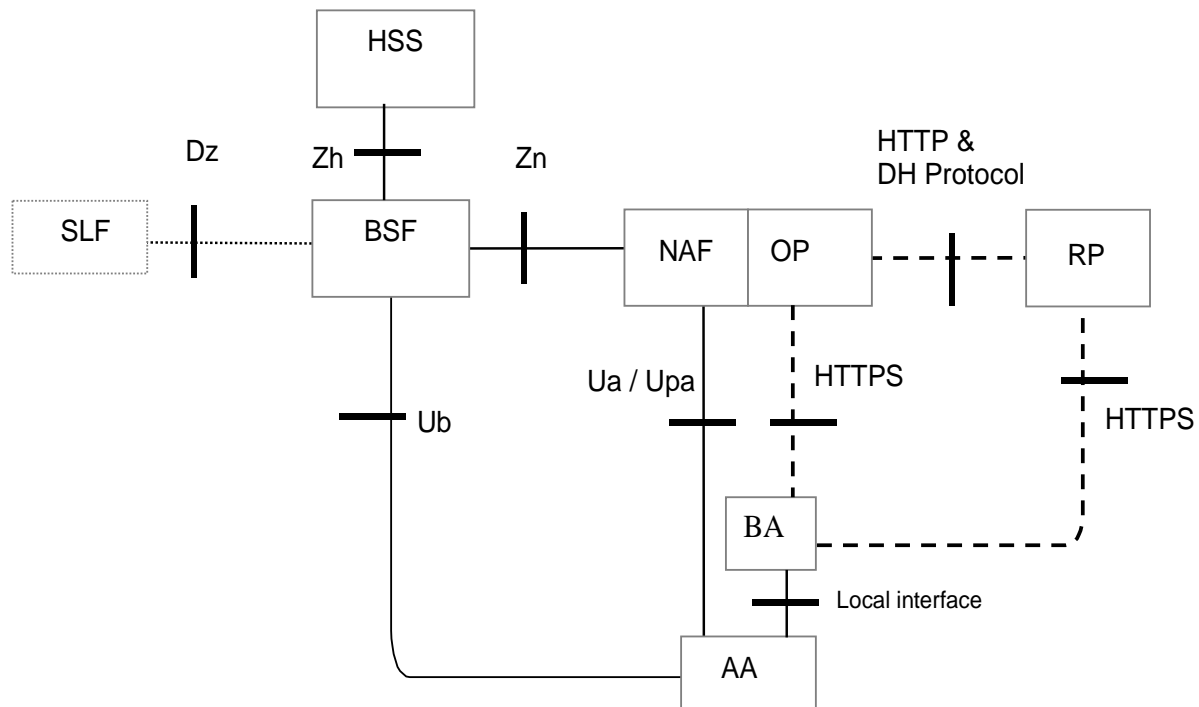 HSS
Dz
Zh
Zn
HTTP &
DH Protocol
SLF
BSF
NAF
OP
RP
Ua / Upa
HTTPS
Ub
HTTPS
BA
Local interface
AA